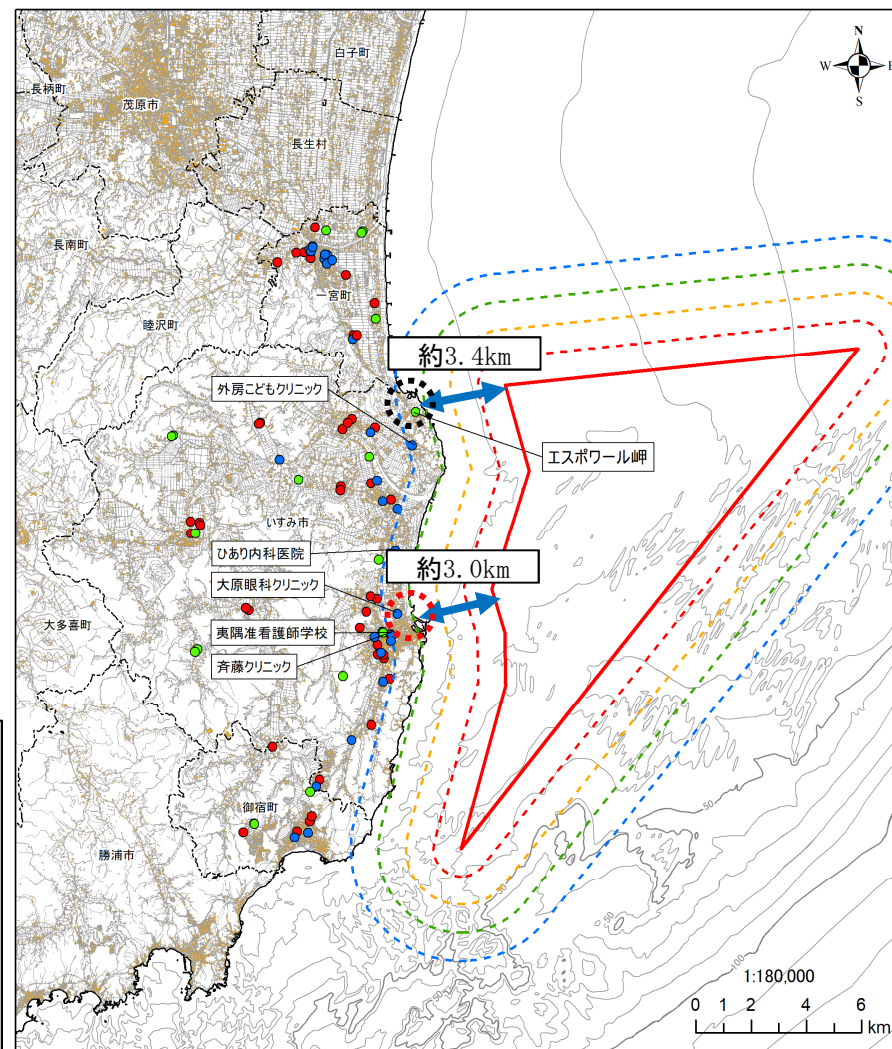 白子町
N
W
E
S
長柄町
茂原市
長生村
長南町
一宮町
睦沢町
約3.4km
外房こどもクリニック
エスポワール岬
いすみ市
ひあり内科医院
約3.0km
大原眼科クリニック
大多喜町
夷隅准看護師学校
斉藤クリニック
御宿町
勝浦市
50
50
50
50
100
1:180,000
0 1 2 4 6
km